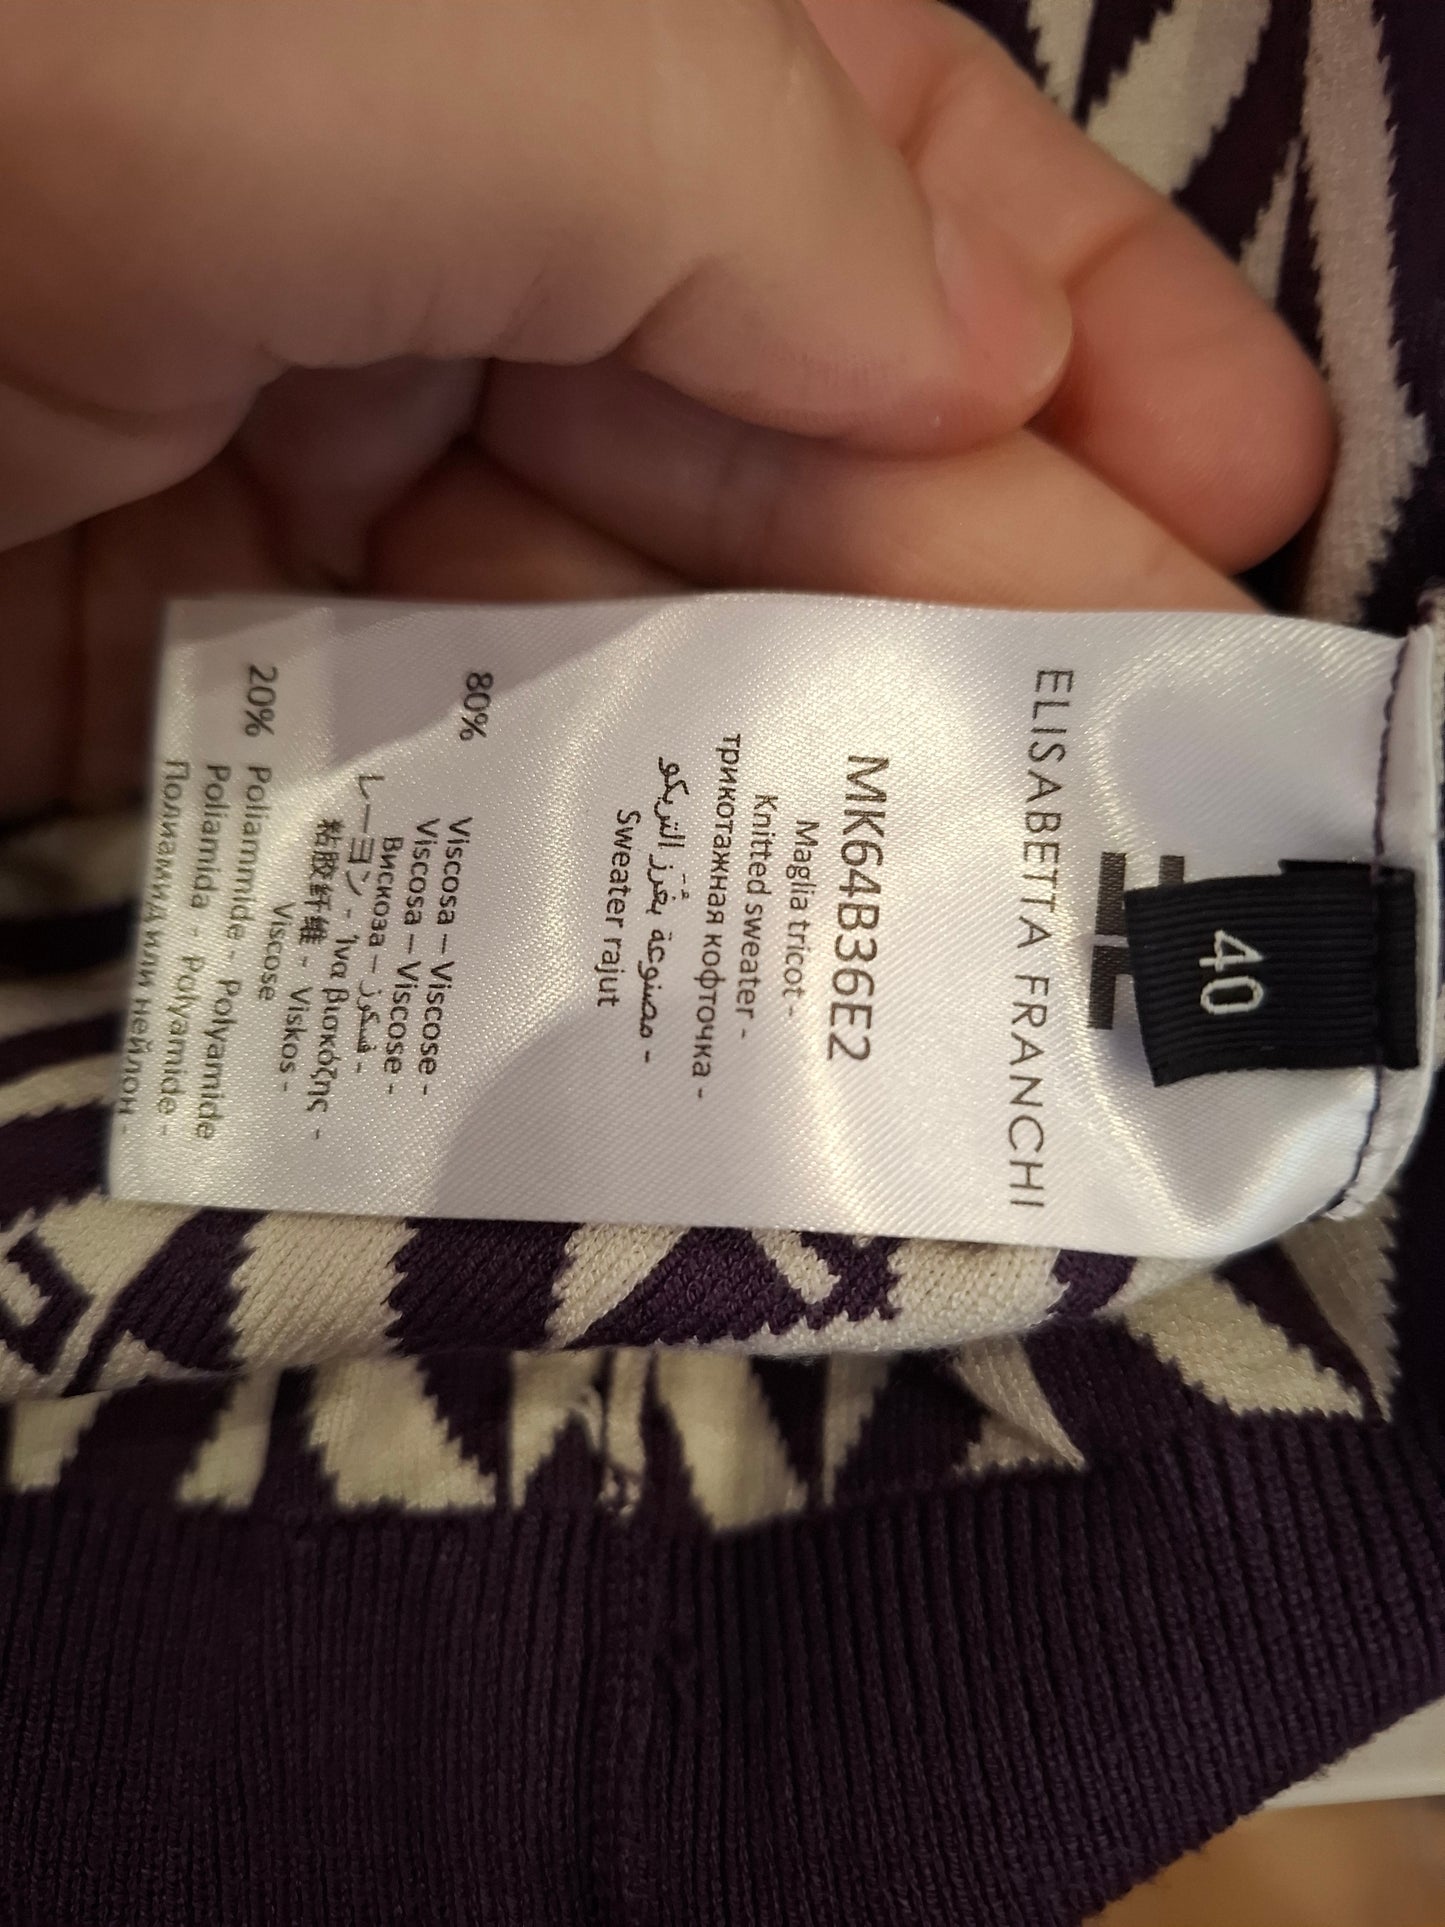 40
ELISABETTA FRANCHI
MK64B36E2
Maglia tricot -
Knitted sweater -
трикотажная кофточка -
مصنوعة بغُرَز التريكو -
Sweater rajut
80%
Viscosa – Viscose -
Viscosa – Viscose -
Вискоза – فسكوز -
レーヨン - Ίνα βισκόζης -
粘胶纤维 - Viskos -
Viscose
20% Poliammide - Polyamide
Poliamida - Polyamide -
Полиамид или нейлон -